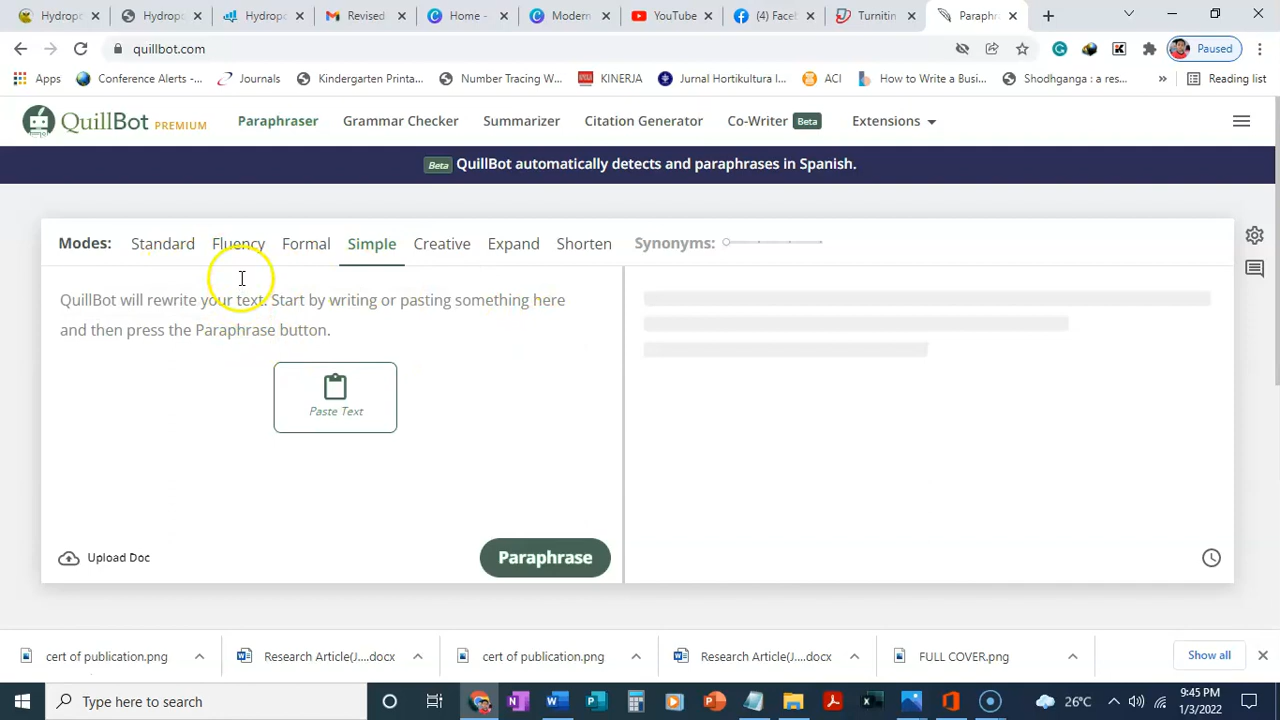 Hydrop
Hydrop
Hydrop
Revised
Home -
Modern
YouTube
(4) Face
Turnitin
Paraphr
quillbot.com
Paused
Apps
Conference Alerts -...
Journals
Kindergarten Printa...
Number Tracing W...
KINERJA
Jurnal Hortikultura I...
ACI
How to Write a Busi...
Shodhganga : a res...
»
Reading list
QuillBot PREMIUM
Paraphraser
Grammar Checker
Summarizer
Citation Generator
Co-Writer Beta
Extensions
Beta QuillBot automatically detects and paraphrases in Spanish.
Modes: Standard Fluency Formal Simple Creative Expand Shorten Synonyms:
QuillBot will rewrite your text. Start by writing or pasting something here
and then press the Paraphrase button.
Paste Text
Upload Doc
Paraphrase
cert of publication.png
Research Article(J....docx
cert of publication.png
Research Article(J....docx
FULL COVER.png
Show all
Type here to search
26°C
9:45 PM
1/3/2022